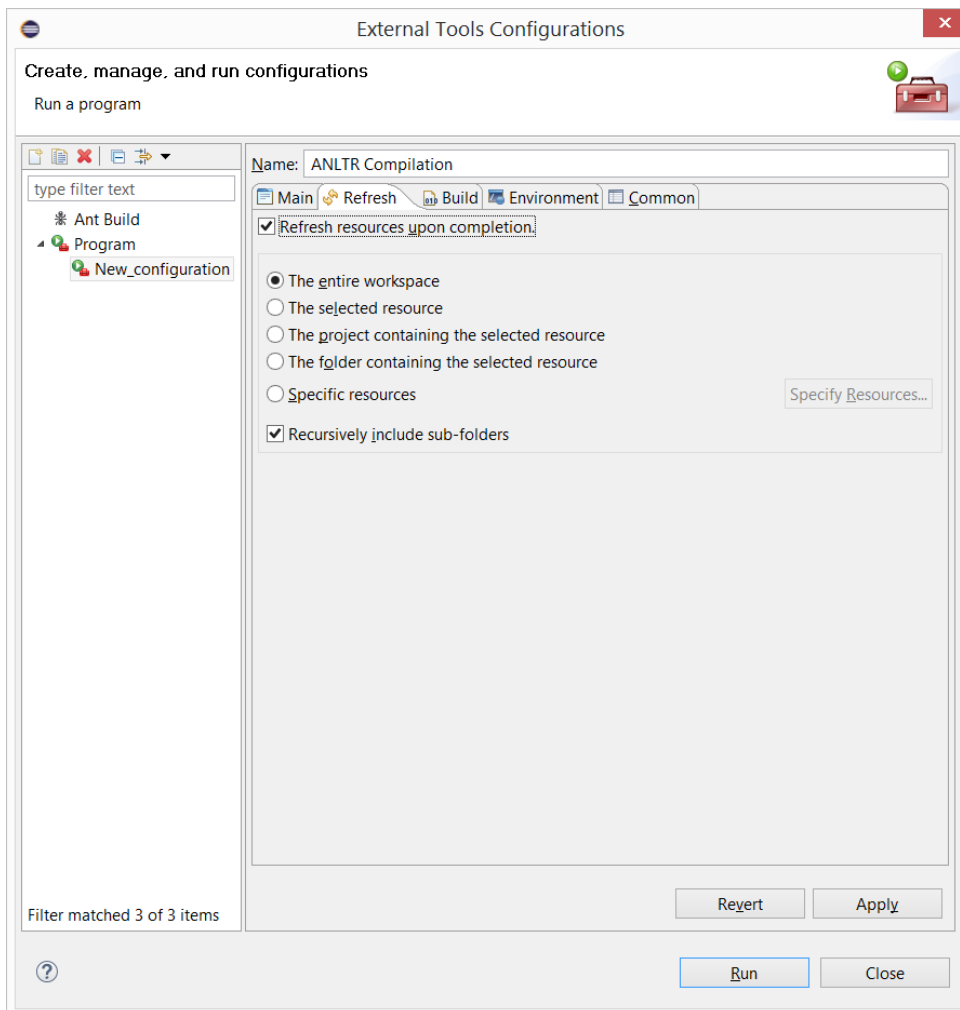 External Tools Configurations
Create, manage, and run configurations
Run a program
type filter text
Ant Build
Program
New_configuration
Filter matched 3 of 3 items
Name: ANLTR Compilation
Main Refresh Build Environment Common
Refresh resources upon completion.
The entire workspace
The selected resource
The project containing the selected resource
The folder containing the selected resource
Specific resources Specify Resources...
Recursively include sub-folders
Revert Apply
Run Close